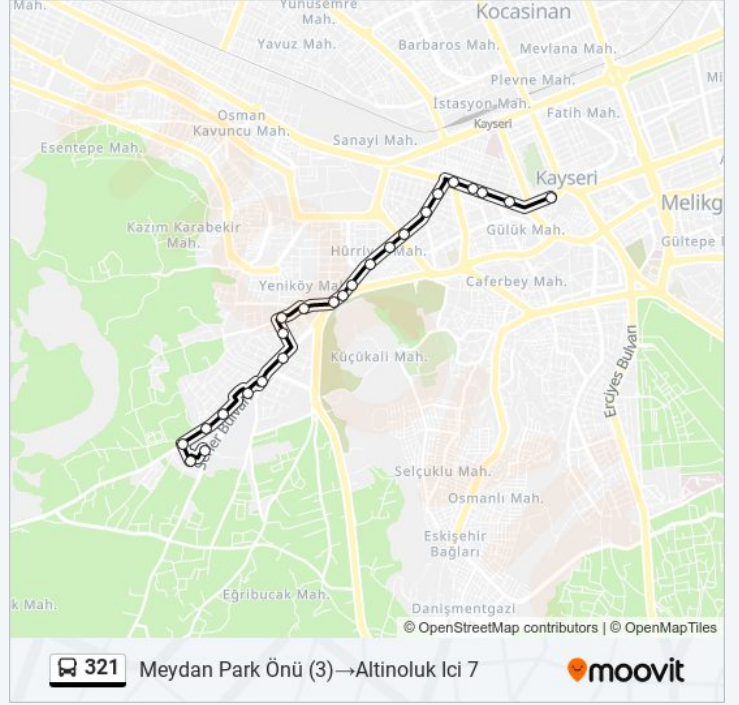 Mah.
Yunusemre
Mah.
Kocasinan
Yavuz Mah.
Barbaros Mah.
Mevlana Mah.
Plevne Mah.
Mi
İstasyon Mah.
Kayseri
Fatih Mah.
Osman
Kavuncu Mah.
Sanayi Mah.
Esentepe Mah.
Kayseri
Melikg
Kazım Karabekir
Mah.
Gülük Mah.
Gültepe
Hürriy Mah.
Yeniköy Ma
Caferbey Mah.
Küçükali Mah.
Erciyes Bulvarı
Bulvar
Selçuklu Mah.
Osmanlı Mah.
Eskişehir
Bağları
Eğribucak Mah.
k Mah.
Danişmentgazi
© OpenStreetMap contributors | © OpenMapTiles
321 Meydan Park Önü (3)→Altinoluk Ici 7
moovit